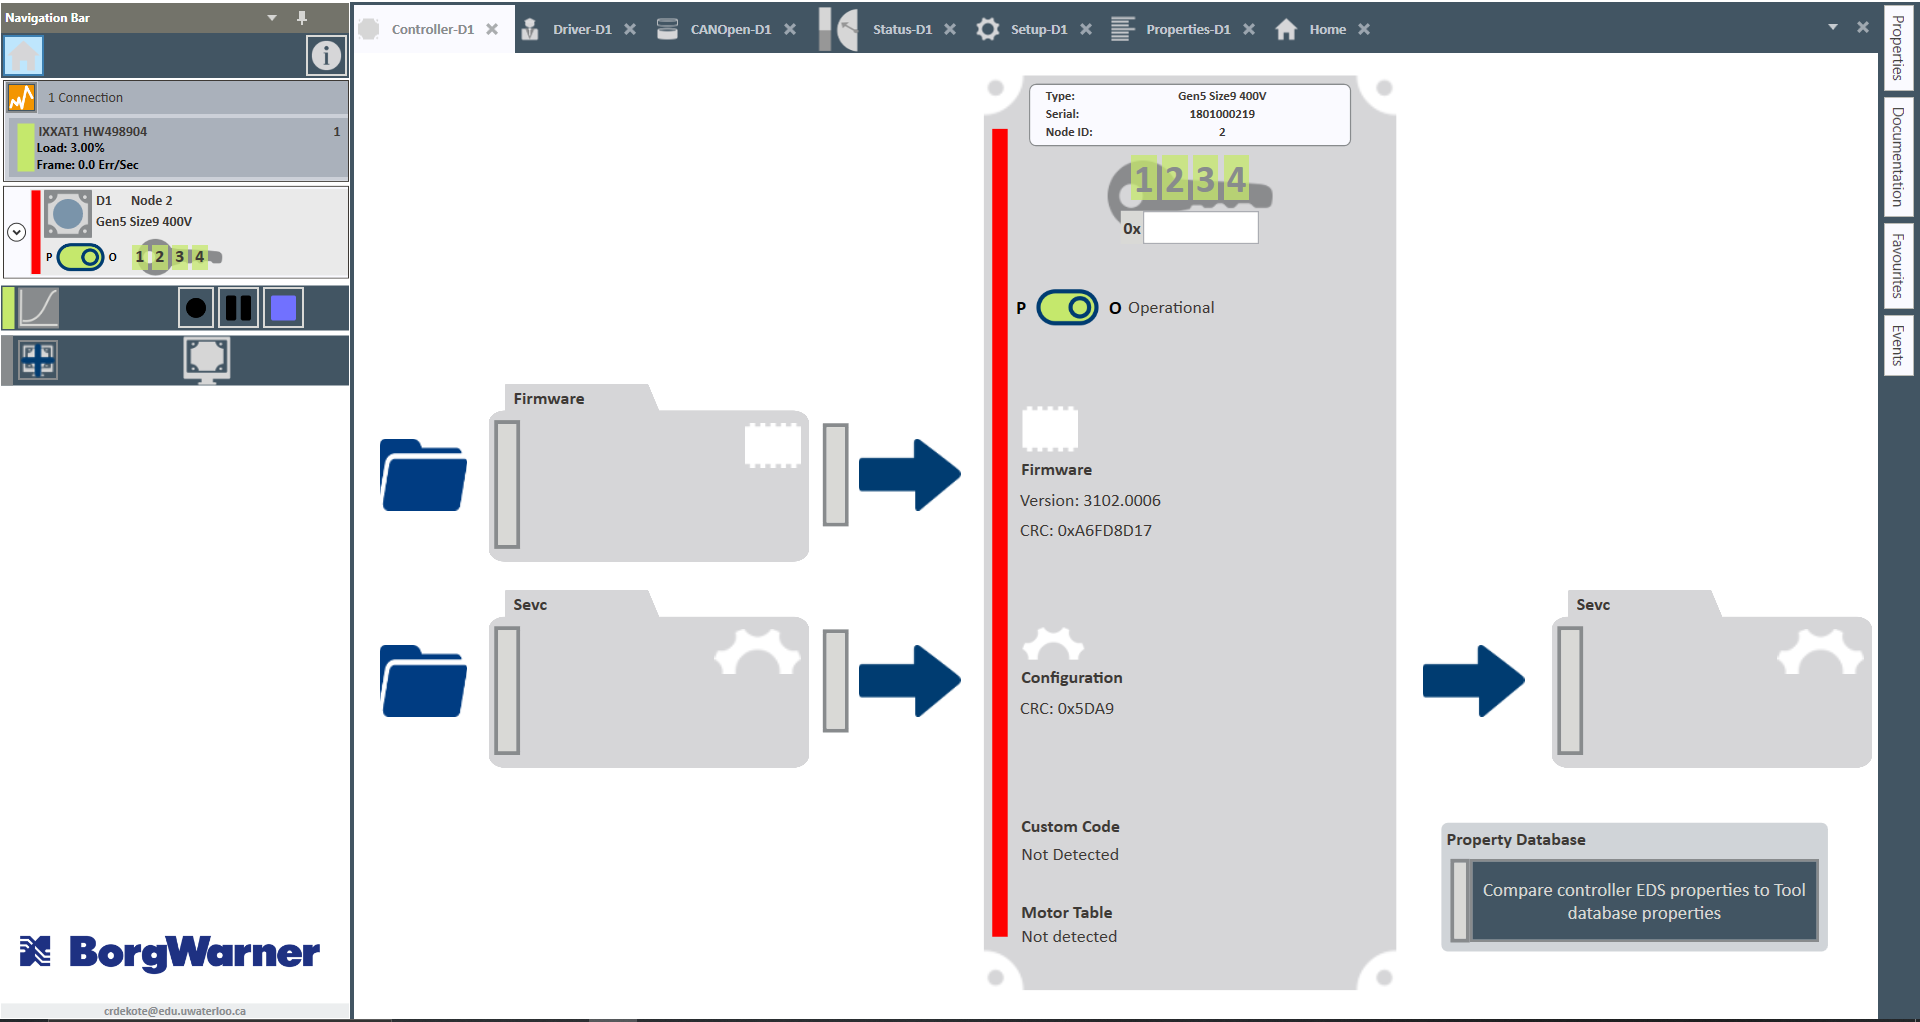 Navigation Bar
1 Connection
IXXAT1 HW498904 1
Load: 3.00%
Frame: 0.0 Err/Sec
D1 Node 2
Gen5 Size9 400V
P O 1 2 3 4
BorgWarner
crdekote@edu.uwaterloo.ca
Controller-D1 Driver-D1 CANOpen-D1 Status-D1 Setup-D1 Properties-D1 Home
Type: Gen5 Size9 400V
Serial: 1801000219
Node ID: 2
1 2 3 4
0x
P O Operational
Firmware
Sevc
Firmware
Version: 3102.0006
CRC: 0xA6FD8D17
Configuration
CRC: 0x5DA9
Custom Code
Not Detected
Motor Table
Not detected
Sevc
Property Database
Compare controller EDS properties to Tool
database properties
Properties
Documentation
Favourites
Events